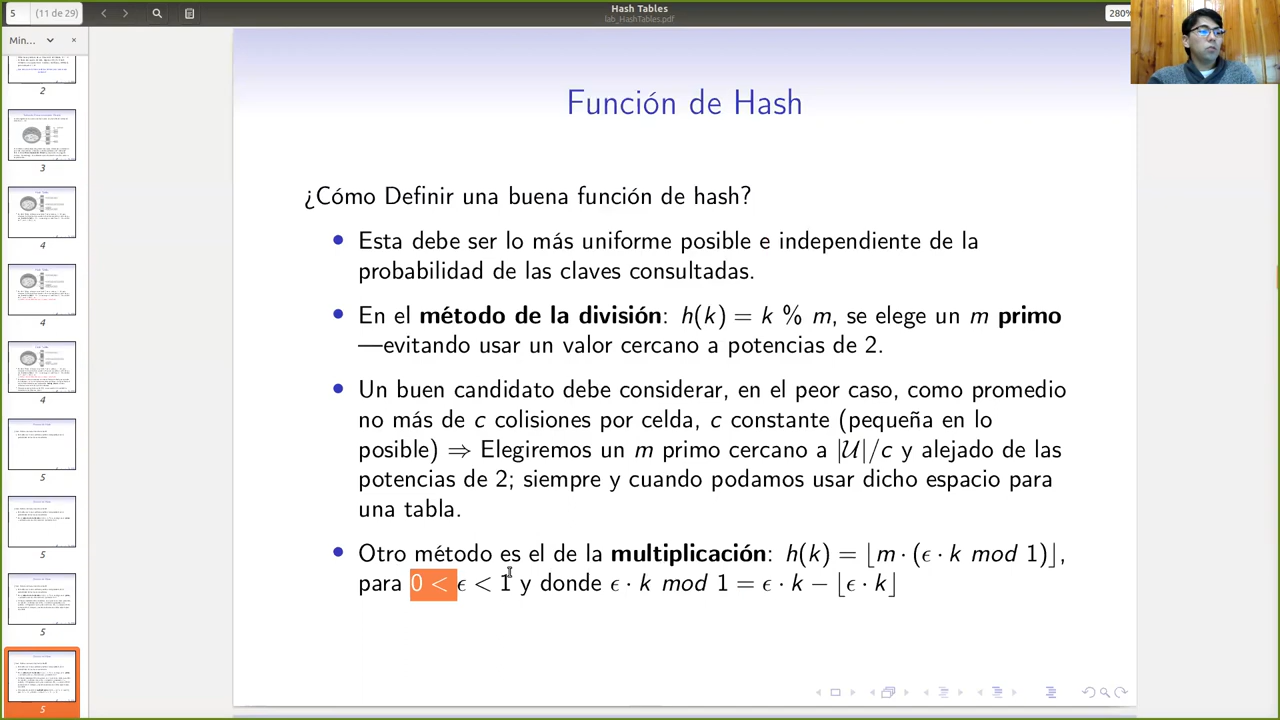 Hash Tables
lab_HashTables.pdf
5
(11 de 29)
280%
Min...
2
3
4
4
4
5
5
5
5
Función de Hash
¿Cómo Definir una buena función de hash?
• Esta debe ser lo más uniforme posible e independiente de la
probabilidad de las claves consultadas.
• En el método de la división: h(k) = k % m, se elege un m primo
—evitando usar un valor cercano a potencias de 2.
• Un buen candidato debe considerar, en el peor caso, como promedio
no más de c colisiones por celda, c constante (pequeña en lo
posible) ⇒ Elegiremos un m primo cercano a |𝒰|/c y alejado de las
potencias de 2; siempre y cuando podamos usar dicho espacio para
una tabla.
• Otro método es el de la multiplicación: h(k) = ⌊m · (ϵ · k mod 1)⌋,
para 0 < < 1 y donde ϵ · k mod 1 = ϵ · k ⌊ϵ · k⌋